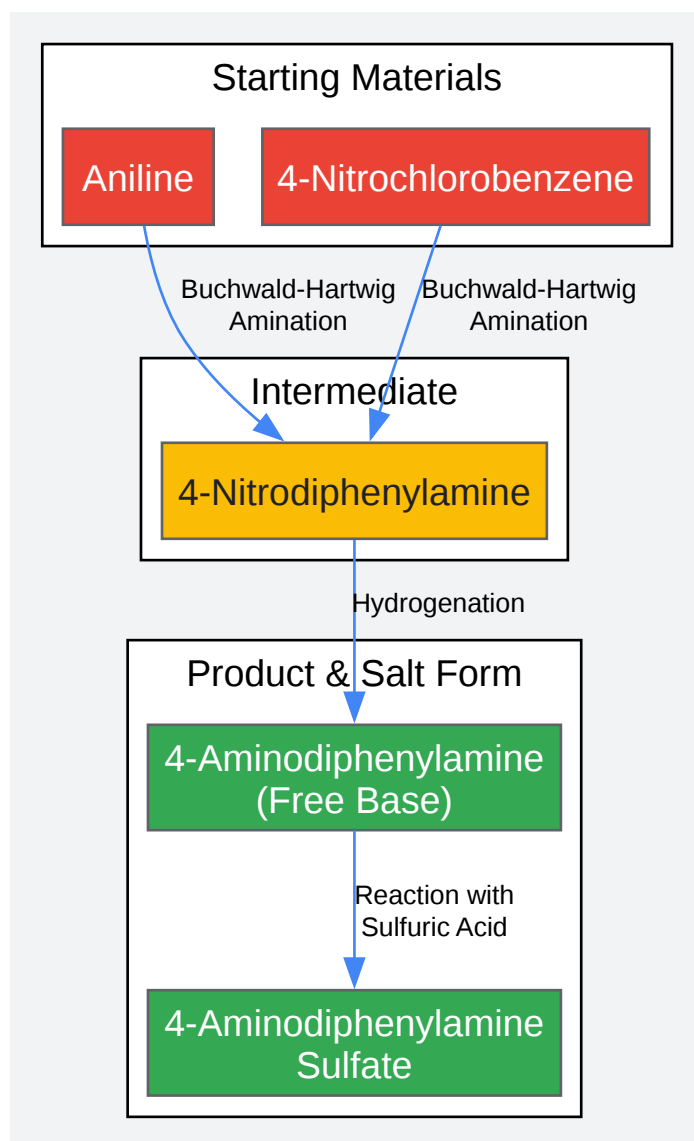 Starting Materials
Aniline
4-Nitrochlorobenzene
Buchwald-Hartwig
Amination
Buchwald-Hartwig
Amination
Intermediate
4-Nitrodiphenylamine
Hydrogenation
Product & Salt Form
4-Aminodiphenylamine
(Free Base)
Reaction with
Sulfuric Acid
4-Aminodiphenylamine
Sulfate